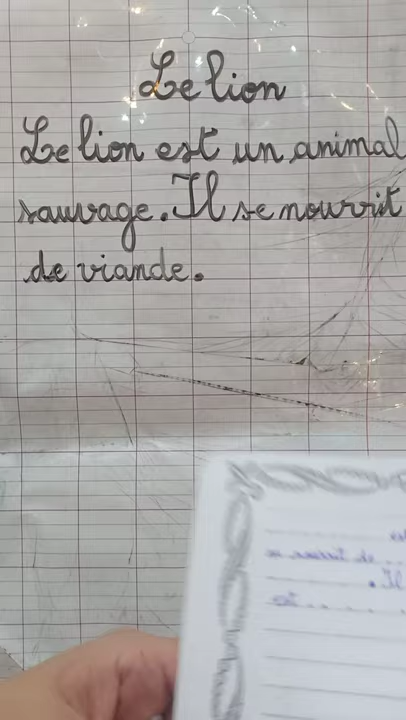 Le lion
Le lion est un animal
sauvage. Il se nourrit
de viande.